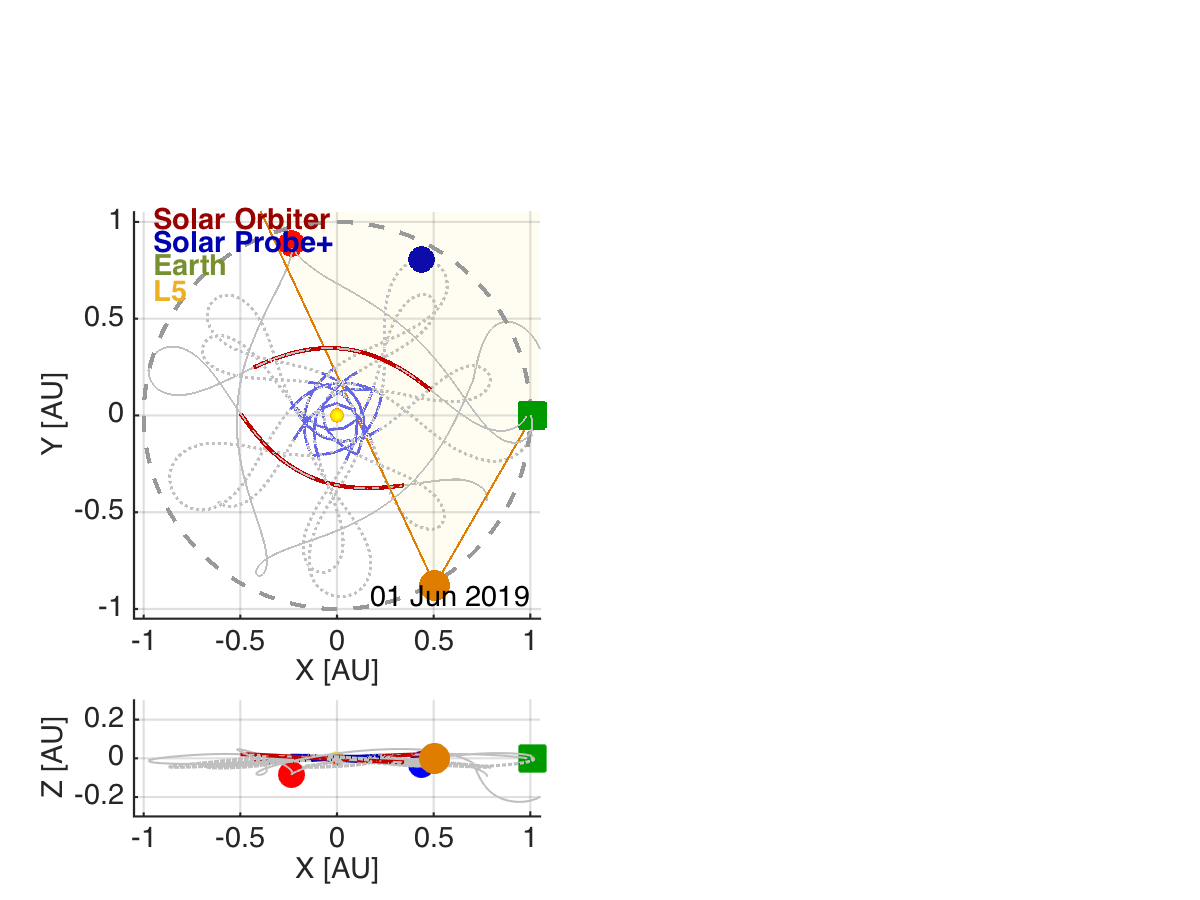 Solar Orbiter
Solar Probe+
Earth
L5
1
0.5
0
-0.5
-1
Y [AU]
01 Jun 2019
-1 -0.5 0 0.5 1
X [AU]
0.2
0
-0.2
Z [AU]
-1 -0.5 0 0.5 1
X [AU]